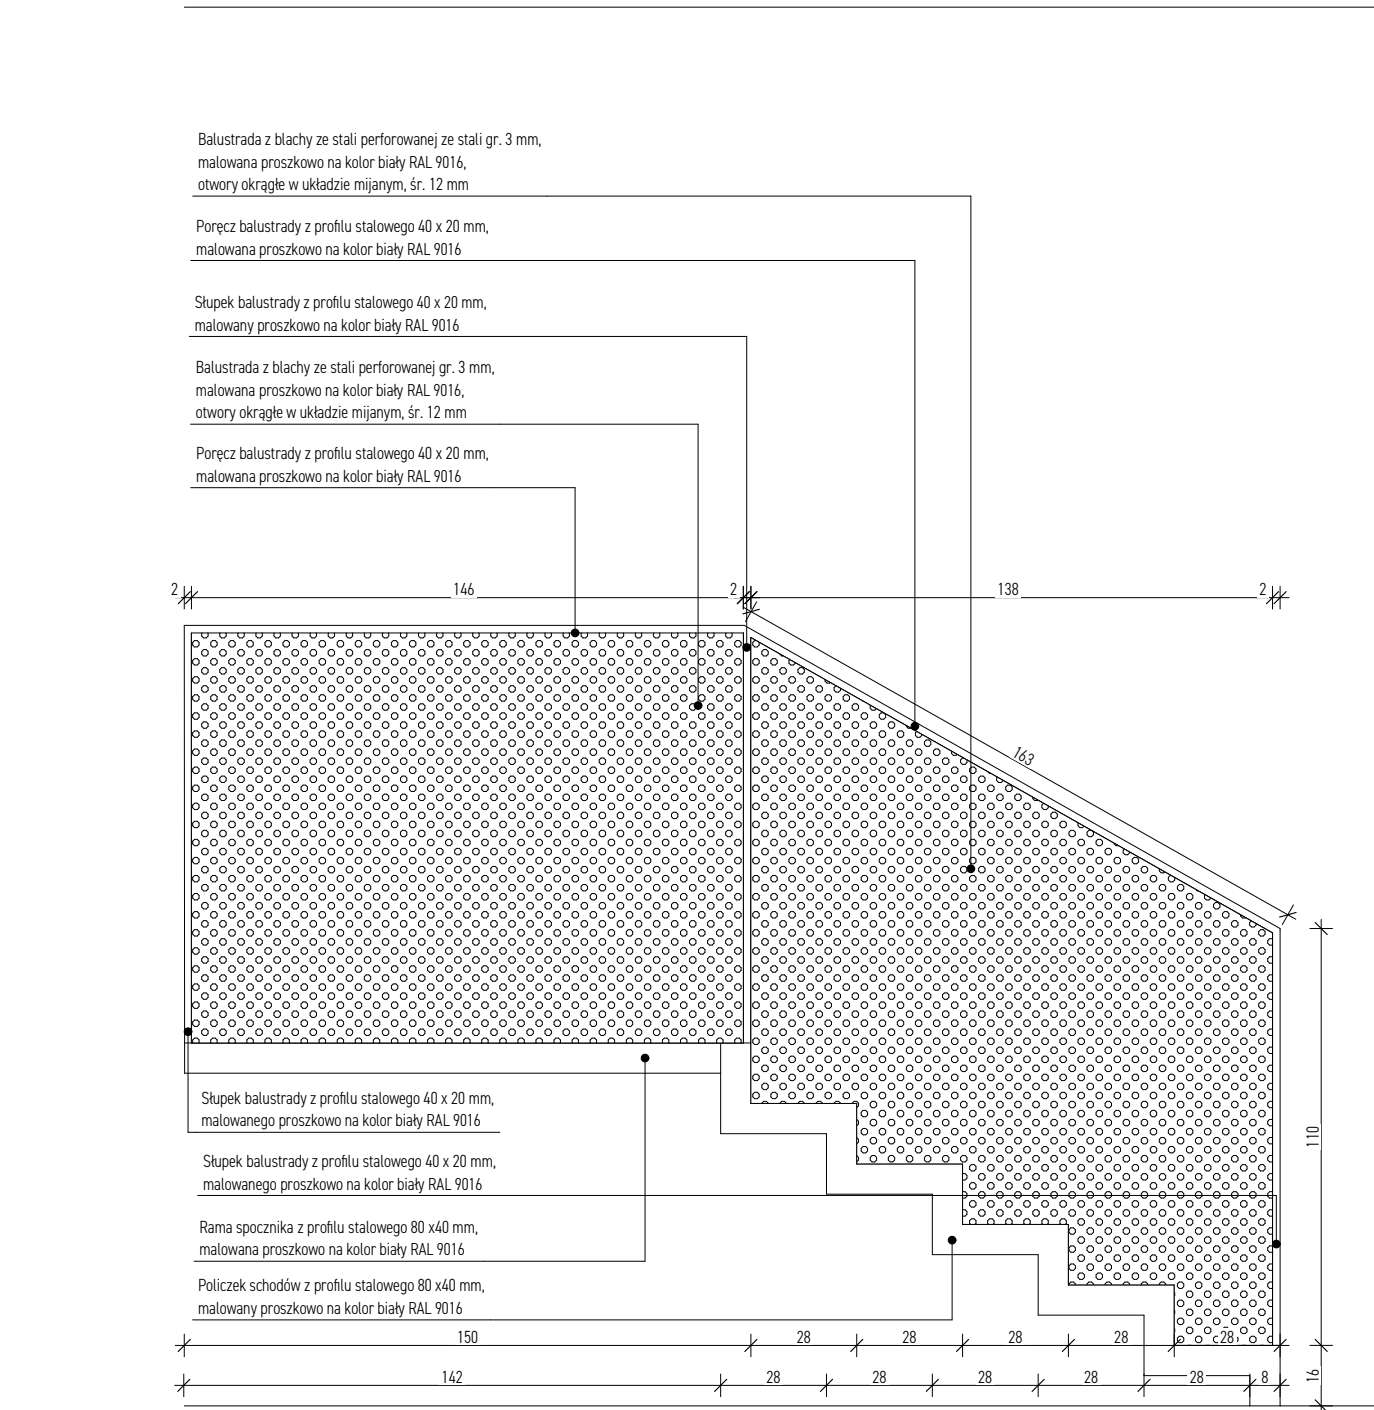 Balustrada z blachy ze stali perforowanej ze stali gr. 3 mm,
malowana proszkowo na kolor biały RAL 9016,
otwory okrągłe w układzie mijanym, śr. 12 mm
Poręcz balustrady z profilu stalowego 40 x 20 mm,
malowana proszkowo na kolor biały RAL 9016
Słupek balustrady z profilu stalowego 40 x 20 mm,
malowany proszkowo na kolor biały RAL 9016
Balustrada z blachy ze stali perforowanej gr. 3 mm,
malowana proszkowo na kolor biały RAL 9016,
otwory okrągłe w układzie mijanym, śr. 12 mm
Poręcz balustrady z profilu stalowego 40 x 20 mm,
malowana proszkowo na kolor biały RAL 9016
2 146 2 138 2
163
110
Słupek balustrady z profilu stalowego 40 x 20 mm,
malowanego proszkowo na kolor biały RAL 9016
Słupek balustrady z profilu stalowego 40 x 20 mm,
malowanego proszkowo na kolor biały RAL 9016
Rama spocznika z profilu stalowego 80 x40 mm,
malowana proszkowo na kolor biały RAL 9016
Policzek schodów z profilu stalowego 80 x40 mm,
malowany proszkowo na kolor biały RAL 9016
150 28 28 28 28 28
142 28 28 28 28 28 8
16